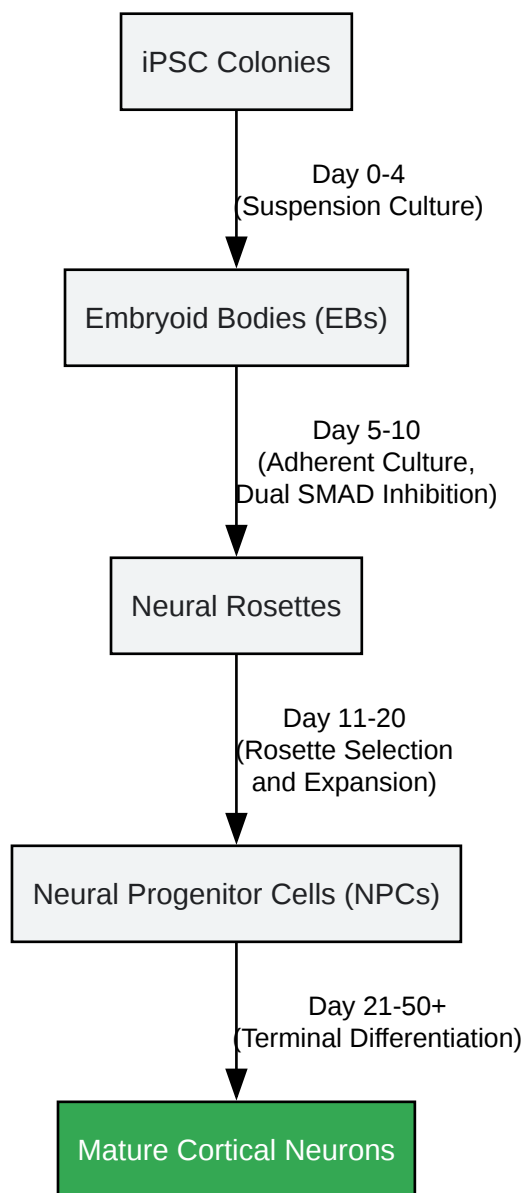 iPSC Colonies
Day 0-4
(Suspension Culture)
Embryoid Bodies (EBs)
Day 5-10
(Adherent Culture,
Dual SMAD Inhibition)
Neural Rosettes
Day 11-20
(Rosette Selection
and Expansion)
Neural Progenitor Cells (NPCs)
Day 21-50+
(Terminal Differentiation)
Mature Cortical Neurons